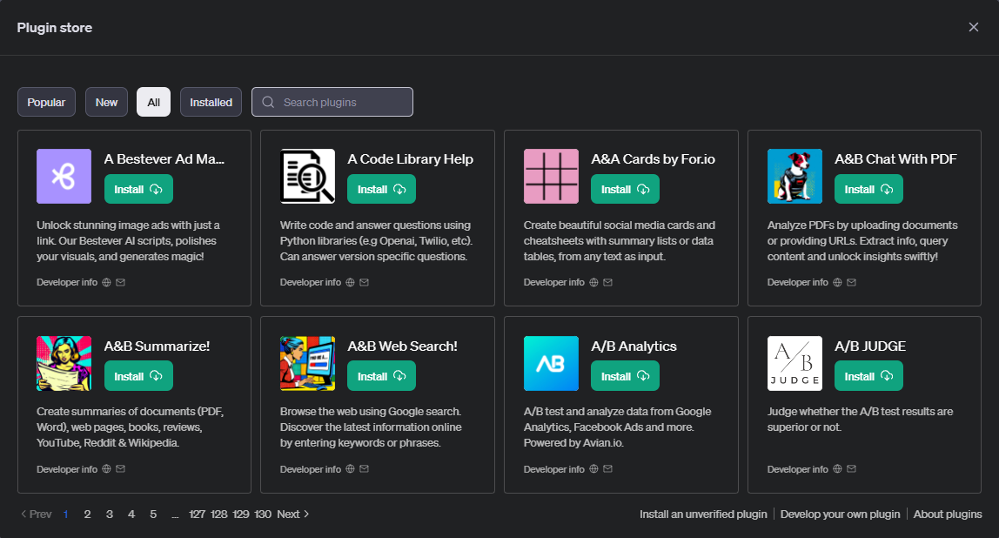 Plugin store
Popular
New
All
Installed
Search plugins
A Bestever Ad Ma...
Install
Unlock stunning image ads with just a
link. Our Bestever AI scripts, polishes
your visuals, and generates magic!
Developer info
A Code Library Help
Install
Write code and answer questions using
Python libraries (e.g Openai, Twilio, etc).
Can answer version specific questions.
Developer info
A&A Cards by For.io
Install
Create beautiful social media cards and
cheatsheets with summary lists or data
tables, from any text as input.
Developer info
A&B Chat With PDF
Install
Analyze PDFs by uploading documents
or providing URLs. Extract info, query
content and unlock insights swiftly!
Developer info
A&B Summarize!
Install
Create summaries of documents (PDF,
Word), web pages, books, reviews,
YouTube, Reddit & Wikipedia.
Developer info
A&B Web Search!
Install
Browse the web using Google search.
Discover the latest information online
by entering keywords or phrases.
Developer info
AB
A/B Analytics
Install
A/B test and analyze data from Google
Analytics, Facebook Ads and more.
Powered by Avian.io.
Developer info
A/B
JUDGE
A/B JUDGE
Install
Judge whether the A/B test results are
superior or not.
Developer info
Prev 1 2 3 4 5 ... 127 128 129 130 Next
Install an unverified plugin
Develop your own plugin
About plugins